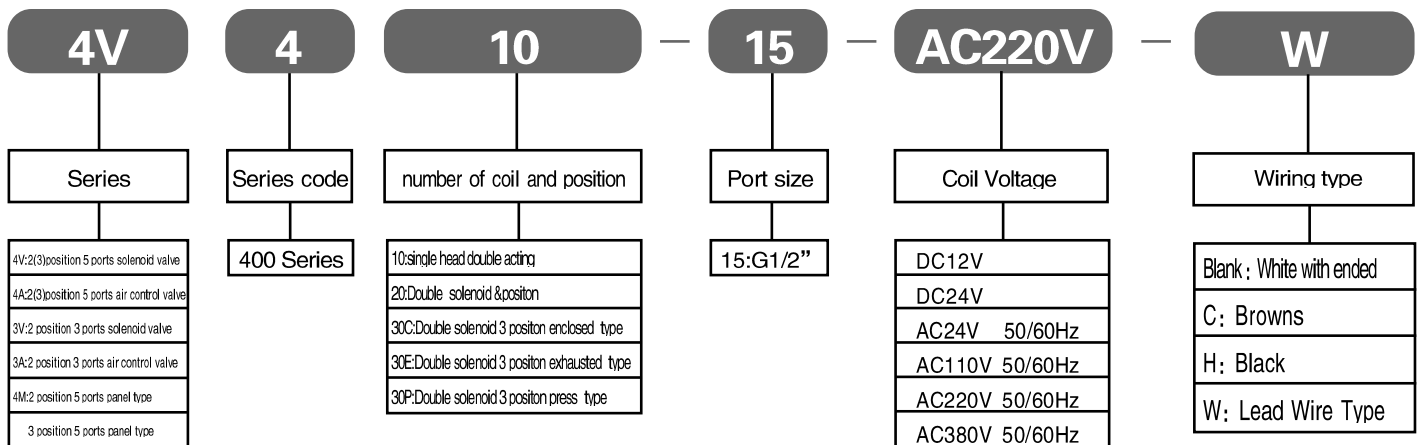 4V 4 10 — 15 — AC220V — W
Series
Series code
number of coil and position
Port size
Coil Voltage
Wiring type
4V:2(3)position 5 ports solenoid valve
4A:2(3)position 5 ports air control valve
3V:2 position 3 ports solenoid valve
3A:2 position 3 ports air control valve
4M:2 position 5 ports panel type
3 position 5 ports panel type
400 Series
10:single head double acting
20:Double solenoid &positon
30C:Double solenoid 3 positon enclosed type
30E:Double solenoid 3 positon exhausted type
30P:Double solenoid 3 positon press type
15:G1/2”
DC12V
DC24V
AC24V 50/60Hz
AC110V 50/60Hz
AC220V 50/60Hz
AC380V 50/60Hz
Blank: White with ended
C: Browns
H: Black
W: Lead Wire Type